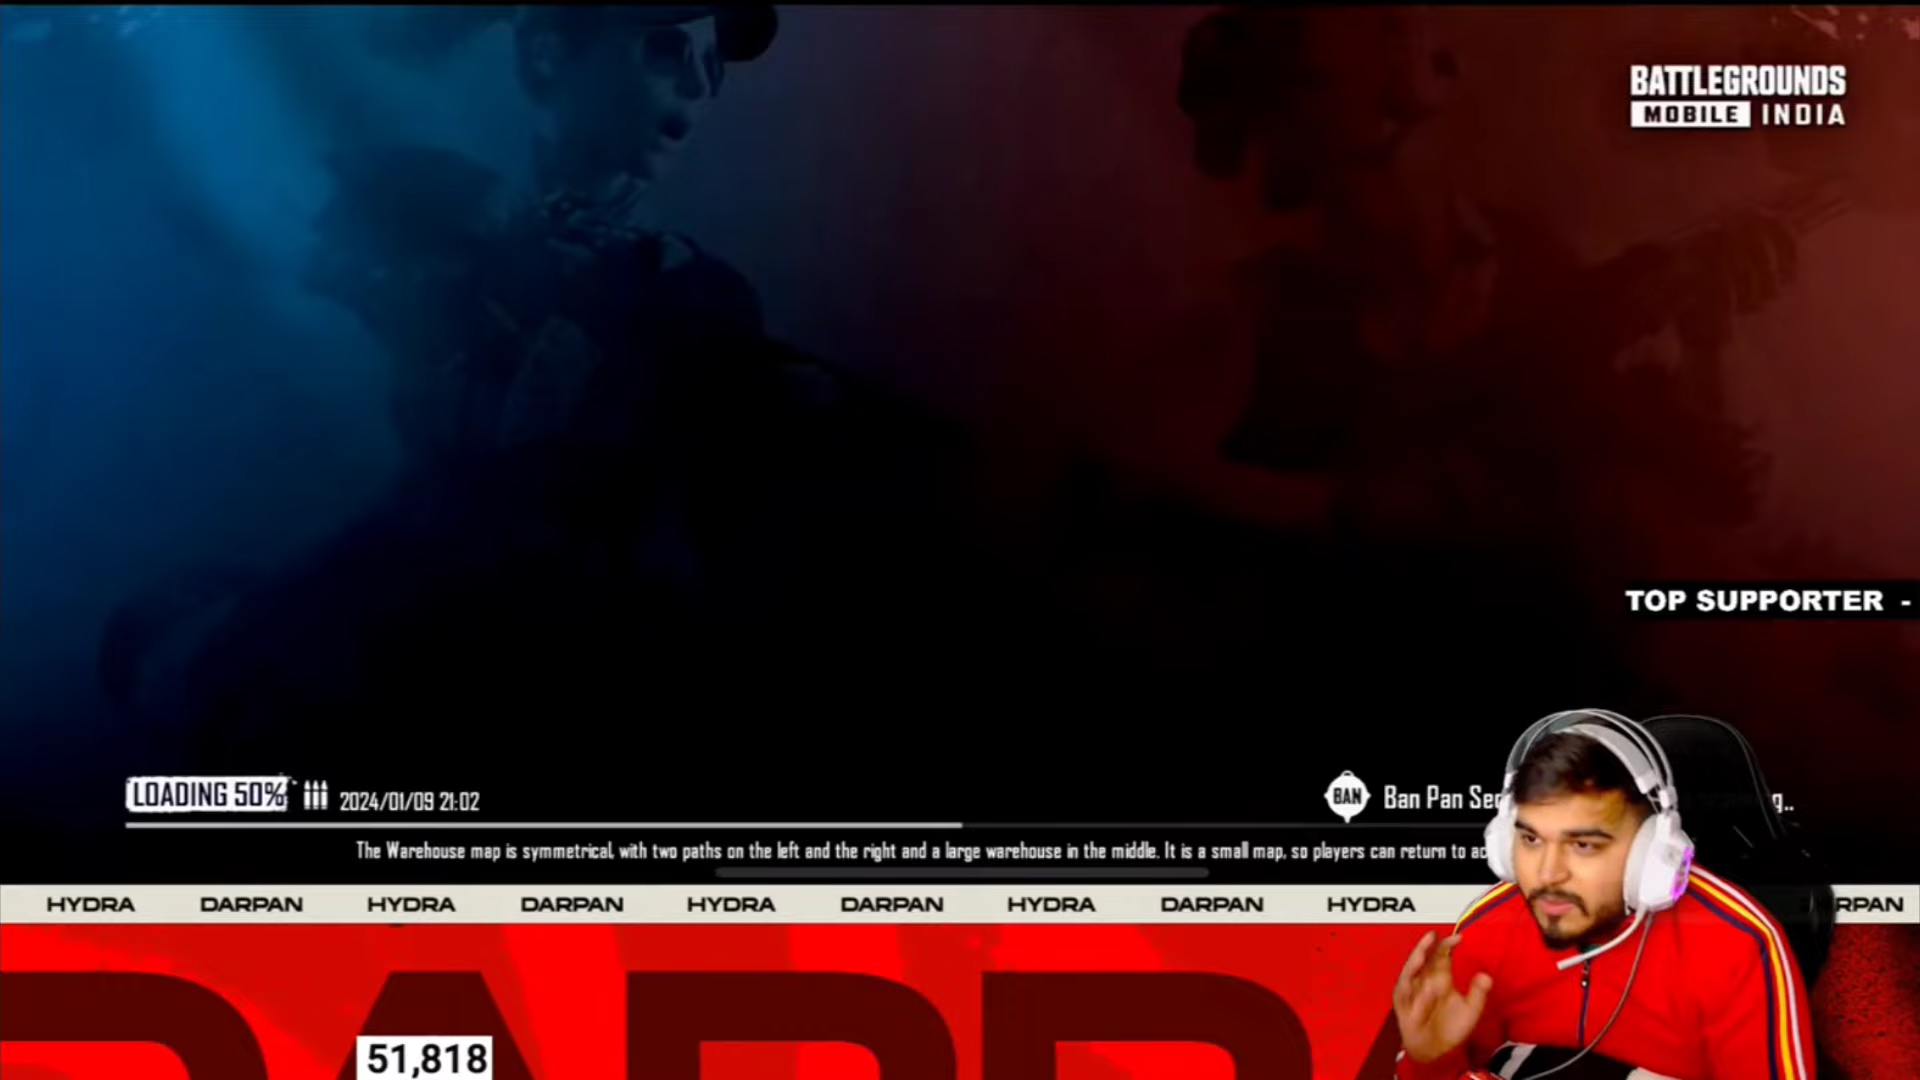 BATTLEGROUNDS
MOBILE INDIA
TOP SUPPORTER -
LOADING 50% 2024/01/09 21:02
BAN Ban Pan
The Warehouse map is symmetrical, with two paths on the left and the right and a large warehouse in the middle. It is a small map, so players can return to
HYDRA DARPAN HYDRA DARPAN HYDRA DARPAN HYDRA DARPAN HYDRA RPAN
51,818